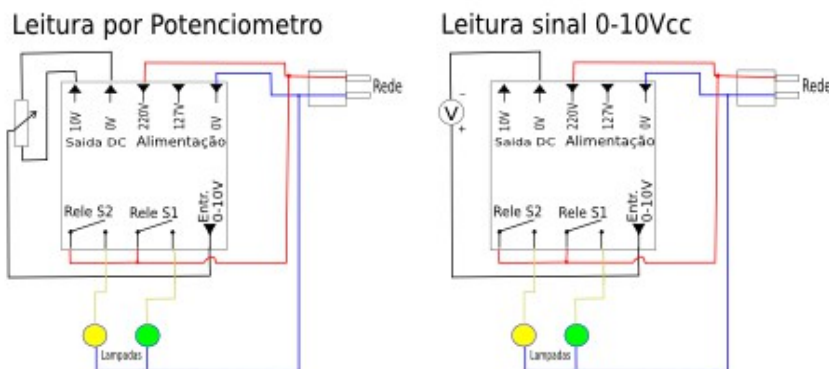 Leitura por Potenciometro
Rede
10V
0V
220V
127V
0V
Saida DC
Alimentação
Entr.
0-10V
Rele S2
Rele S1
Lampadas
Leitura sinal 0-10Vcc
Rede
V
-
+
10V
0V
220V
127V
0V
Saida DC
Alimentação
Entr.
0-10V
Rele S2
Rele S1
Lampadas